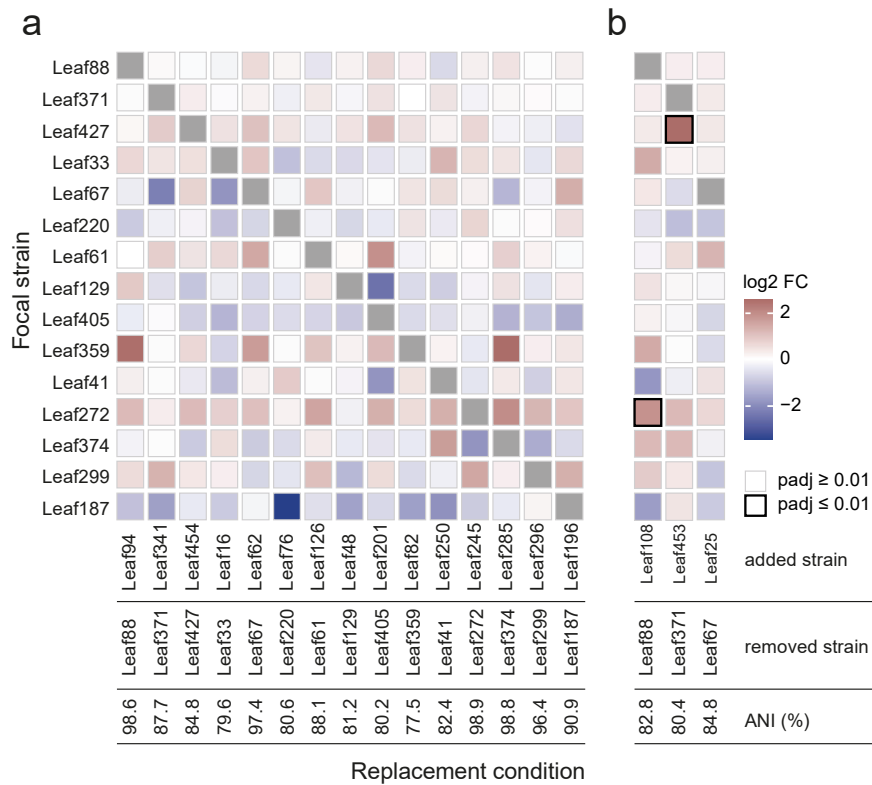 a
b
Focal strain
Leaf88
Leaf371
Leaf427
Leaf33
Leaf67
Leaf220
Leaf61
Leaf129
Leaf405
Leaf359
Leaf41
Leaf272
Leaf374
Leaf299
Leaf187
log2 FC
2
0
−2
padj ≥ 0.01
padj ≤ 0.01
Leaf94 Leaf341 Leaf454 Leaf16 Leaf62 Leaf76 Leaf126 Leaf48 Leaf201 Leaf82 Leaf250 Leaf245 Leaf285 Leaf296 Leaf196 Leaf108 Leaf453 Leaf25 added strain
Leaf88 Leaf371 Leaf427 Leaf33 Leaf67 Leaf220 Leaf61 Leaf129 Leaf405 Leaf359 Leaf41 Leaf272 Leaf374 Leaf299 Leaf187 Leaf88 Leaf371 Leaf67 removed strain
98.6 87.7 84.8 79.6 97.4 80.6 88.1 81.2 80.2 77.5 82.4 98.9 98.8 96.4 90.9 82.8 80.4 84.8 ANI (%)
Replacement condition